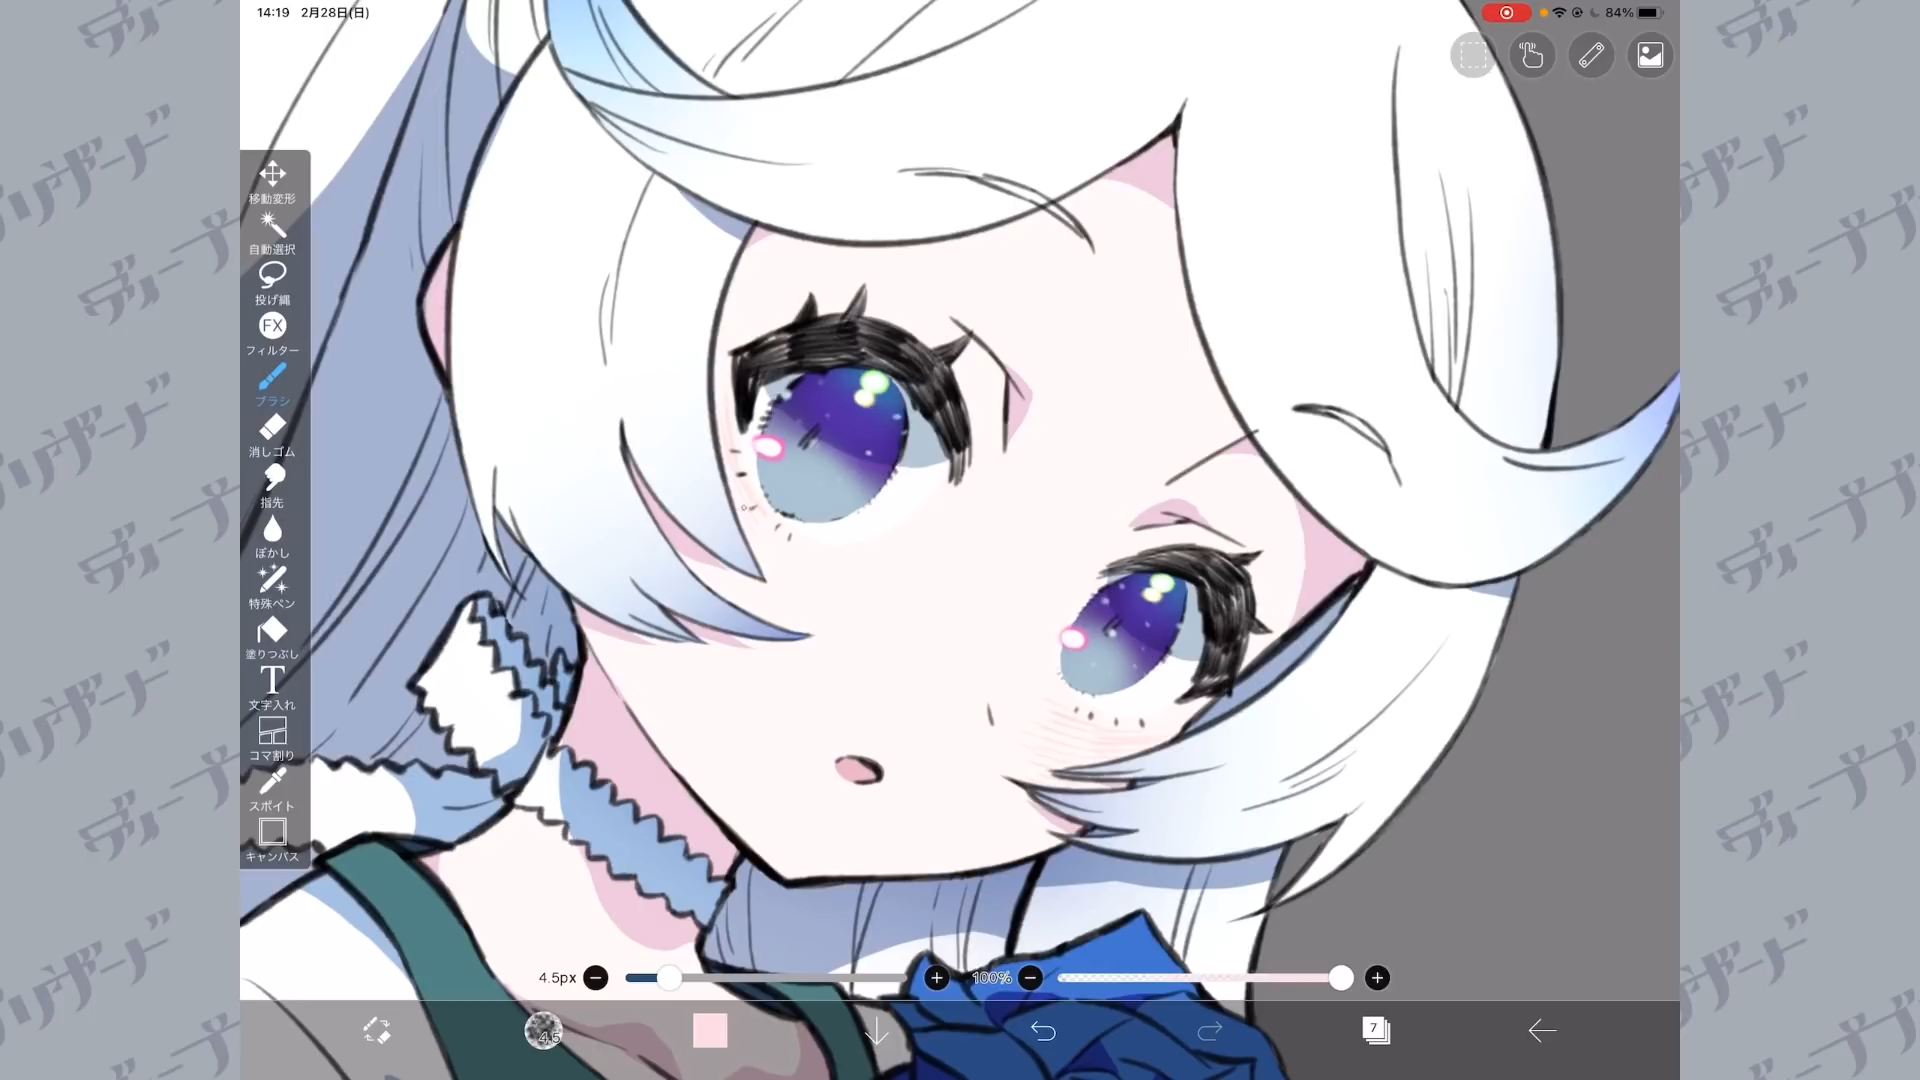 14:19 2月28日(日)
84%
移動変形
自動選択
投げ縄
FX
フィルター
ブラシ
消しゴム
指先
ぼかし
特殊ペン
塗りつぶし
T
文字入れ
コマ割り
スポイト
キャンバス
4.5px
100%
4.5
7